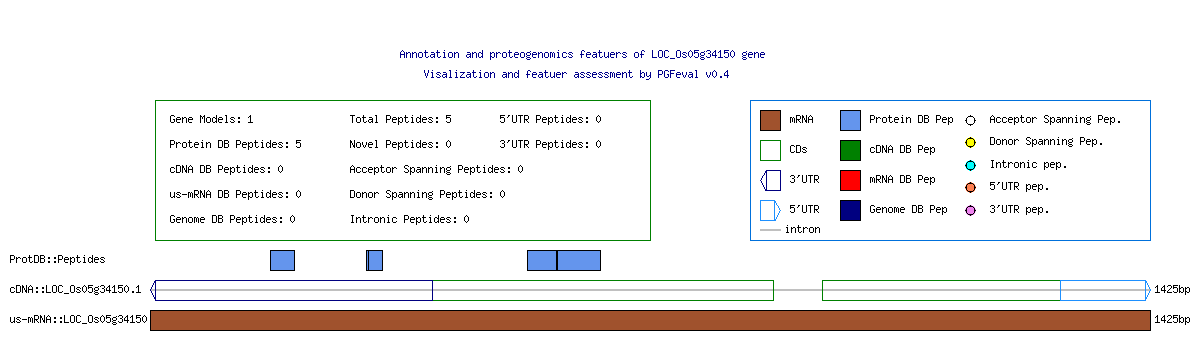 Annotation and proteogenomics featuers of LOC_Os05g34150 gene
Visalization and featuer assessment by PGFeval v0.4
Gene Models: 1 Total Peptides: 5 5'UTR Peptides: 0
Protein DB Peptides: 5 Novel Peptides: 0 3'UTR Peptides: 0
cDNA DB Peptides: 0 Acceptor Spanning Peptides: 0
us-mRNA DB Peptides: 0 Donor Spanning Peptides: 0
Genome DB Peptides: 0 Intronic Peptides: 0
mRNA Protein DB Pep Acceptor Spanning Pep.
CDs cDNA DB Pep Donor Spanning Pep.
3'UTR mRNA DB Pep Intronic pep.
5'UTR Genome DB Pep 5'UTR pep.
intron 3'UTR pep.
ProtDB::Peptides
cDNA::LOC_Os05g34150.1 1425bp
us-mRNA::LOC_Os05g34150 1425bp